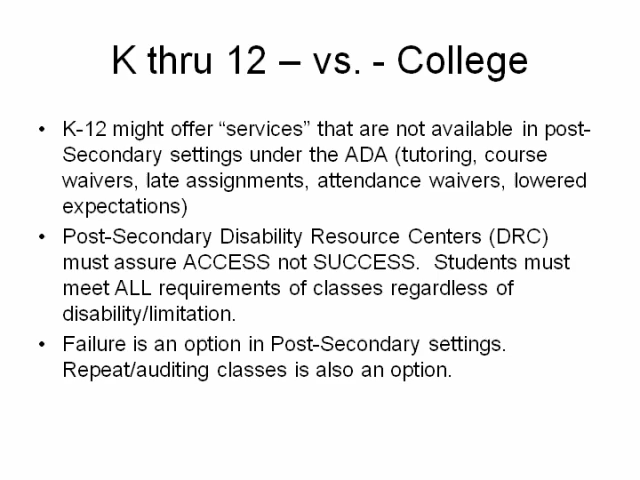 K thru 12 – vs. - College
• K-12 might offer “services” that are not available in post-
Secondary settings under the ADA (tutoring, course
waivers, late assignments, attendance waivers, lowered
expectations)
• Post-Secondary Disability Resource Centers (DRC)
must assure ACCESS not SUCCESS.  Students must
meet ALL requirements of classes regardless of
disability/limitation.
• Failure is an option in Post-Secondary settings.
Repeat/auditing classes is also an option.